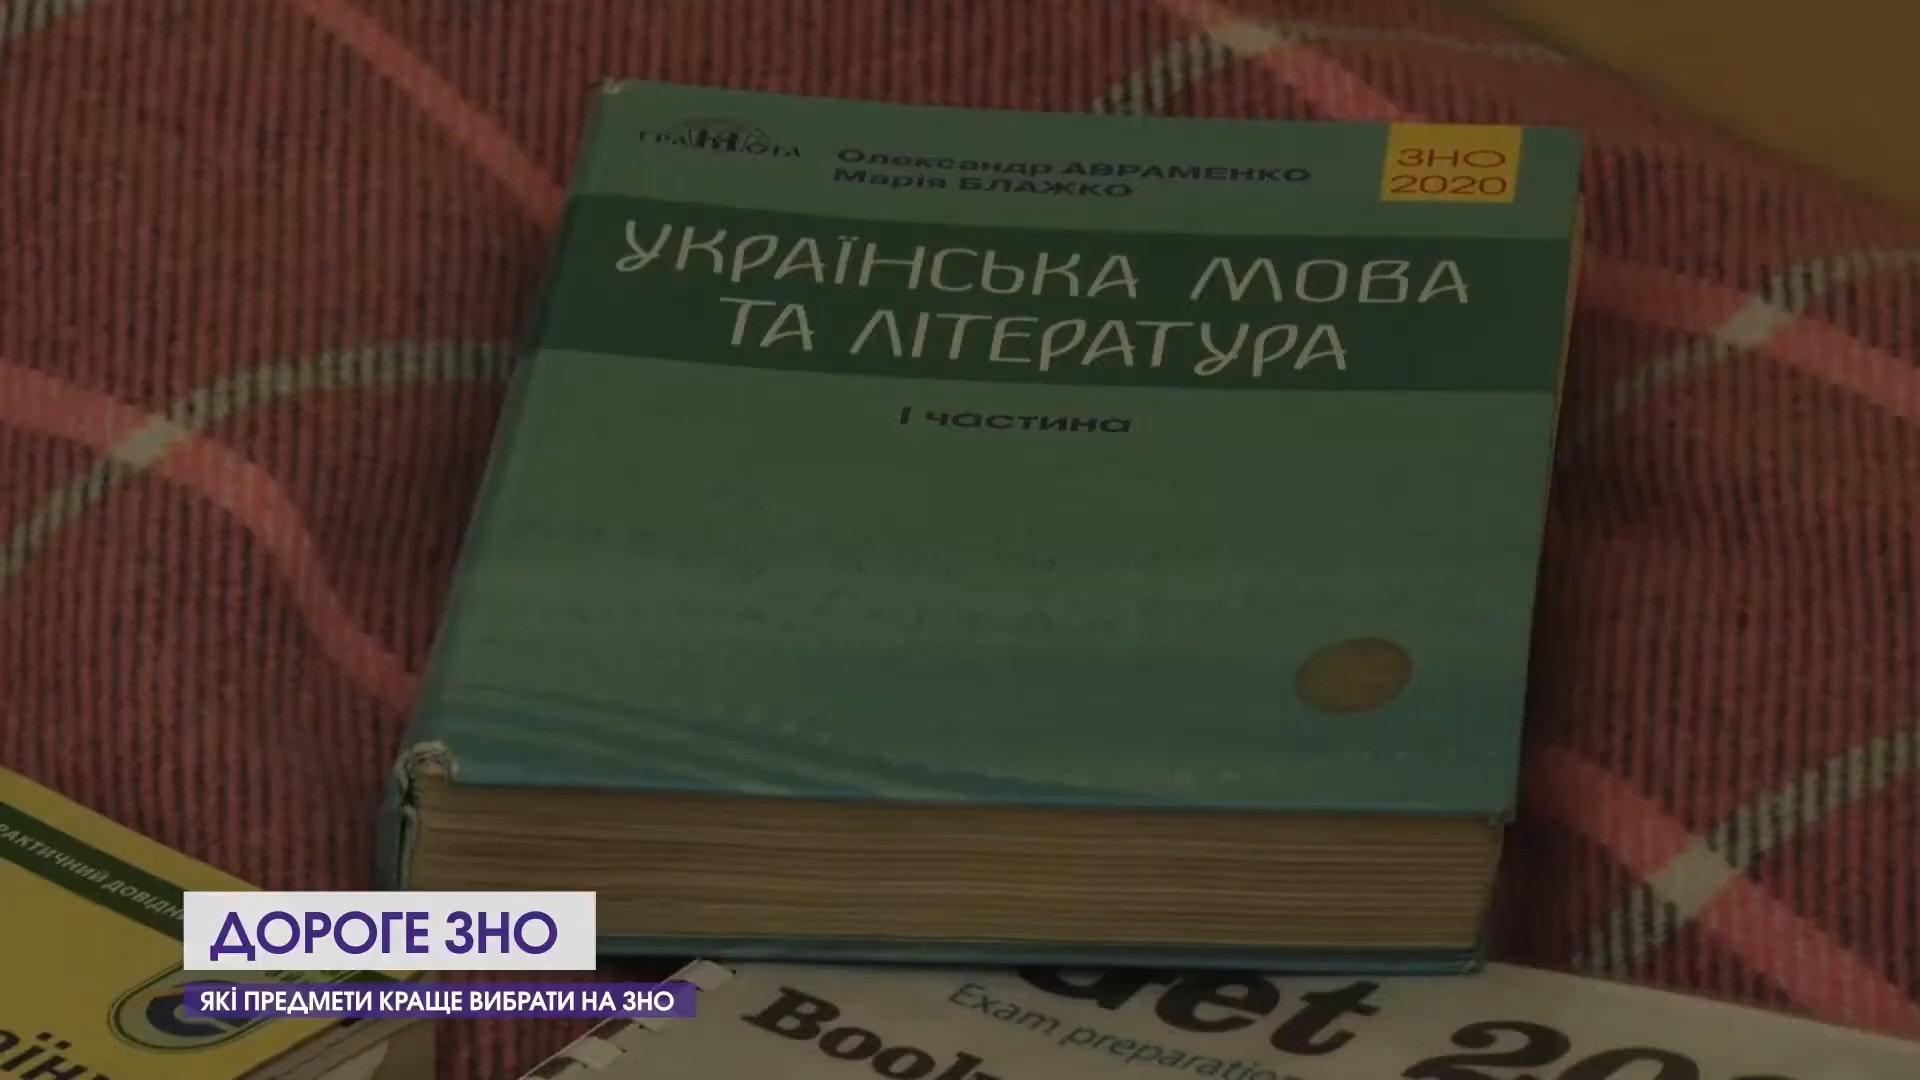 ГРАМОТА
Олександр АВРАМЕНКО
Марія БЛАЖКО
ЗНО
2020
УКРАЇНСЬКА МОВА
ТА ЛІТЕРАТУРА
І частина
ДОРОГЕ ЗНО
ЯКІ ПРЕДМЕТИ КРАЩЕ ВИБРАТИ НА ЗНО
Exam preparation